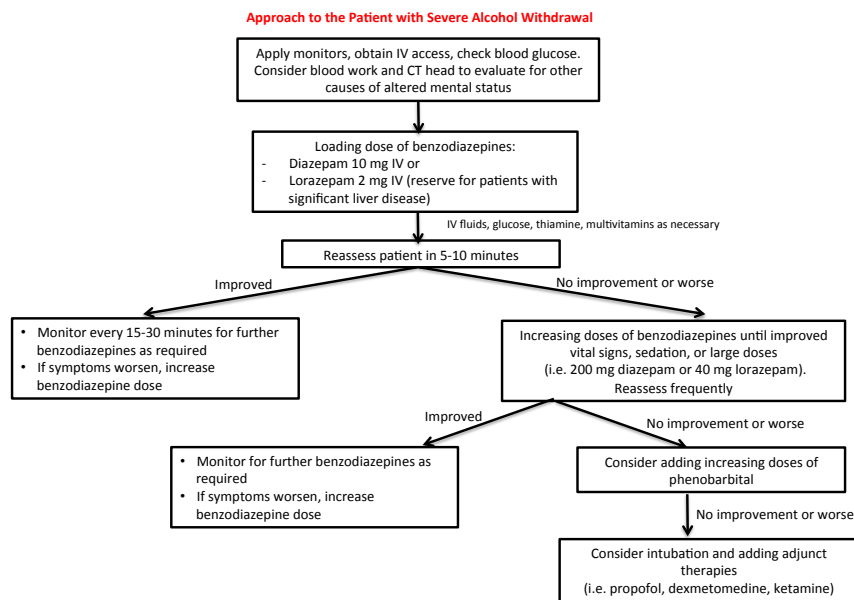 Approach to the Patient with Severe Alcohol Withdrawal
Apply monitors, obtain IV access, check blood glucose.
Consider blood work and CT head to evaluate for other
causes of altered mental status
Loading dose of benzodiazepines:
- Diazepam 10 mg IV or
- Lorazepam 2 mg IV (reserve for patients with
significant liver disease)
IV fluids, glucose, thiamine, multivitamins as necessary
Reassess patient in 5-10 minutes
Improved
No improvement or worse
• Monitor every 15-30 minutes for further
benzodiazepines as required
• If symptoms worsen, increase
benzodiazepine dose
Increasing doses of benzodiazepines until improved
vital signs, sedation, or large doses
(i.e. 200 mg diazepam or 40 mg lorazepam).
Reassess frequently
Improved
No improvement or worse
• Monitor for further benzodiazepines as
required
• If symptoms worsen, increase
benzodiazepine dose
Consider adding increasing doses of
phenobarbital
No improvement or worse
Consider intubation and adding adjunct
therapies
(i.e. propofol, dexmetomedine, ketamine)